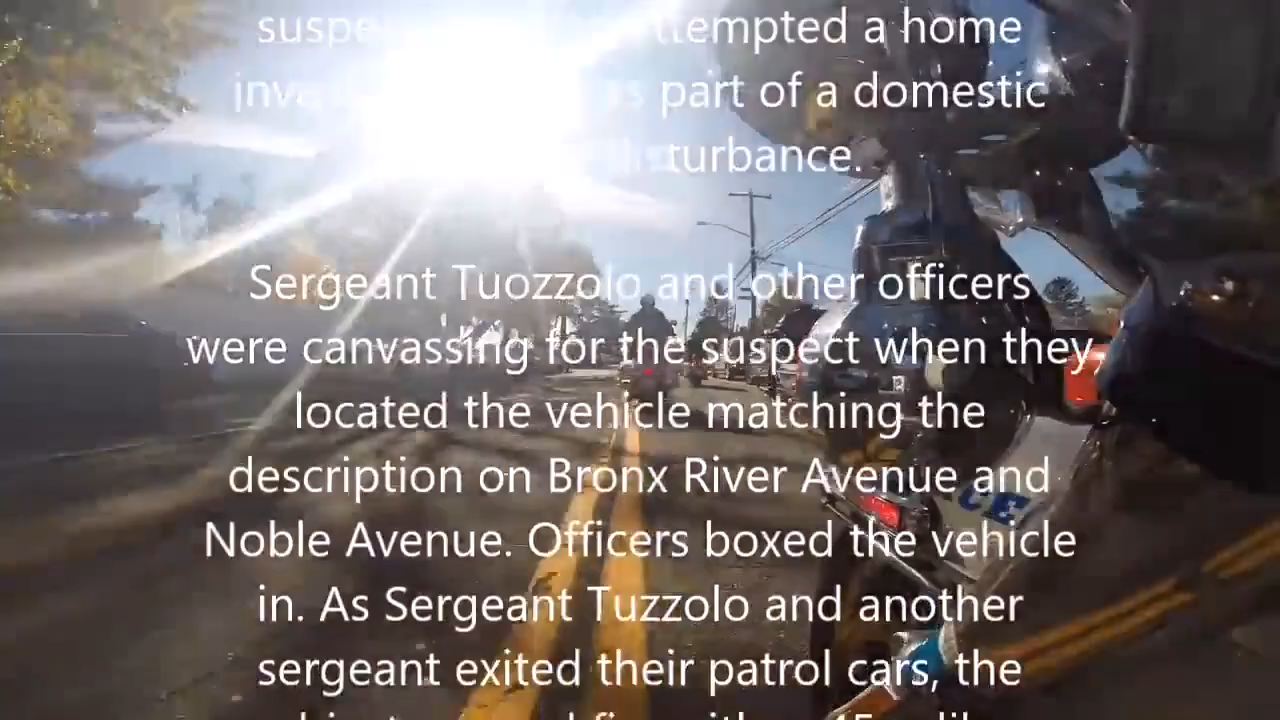 attempted a home
part of a domestic
Sergeant Tuozzolo and other officers
were canvassing for the suspect when they
located the vehicle matching the
description on Bronx River Avenue and
Noble Avenue. Officers boxed the vehicle
in. As Sergeant Tuzzolo and another
sergeant exited their patrol cars, the